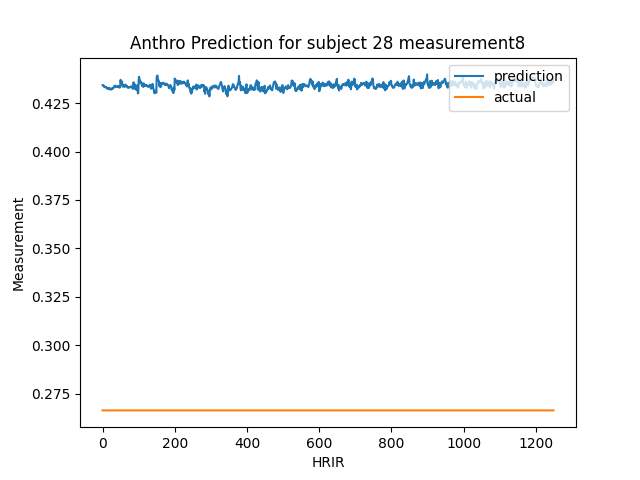 Anthro Prediction for subject 28 measurement8
prediction
actual
0.425
0.400
0.375
0.350
0.325
0.300
0.275
Measurement
0
200
400
600
800
1000
1200
HRIR